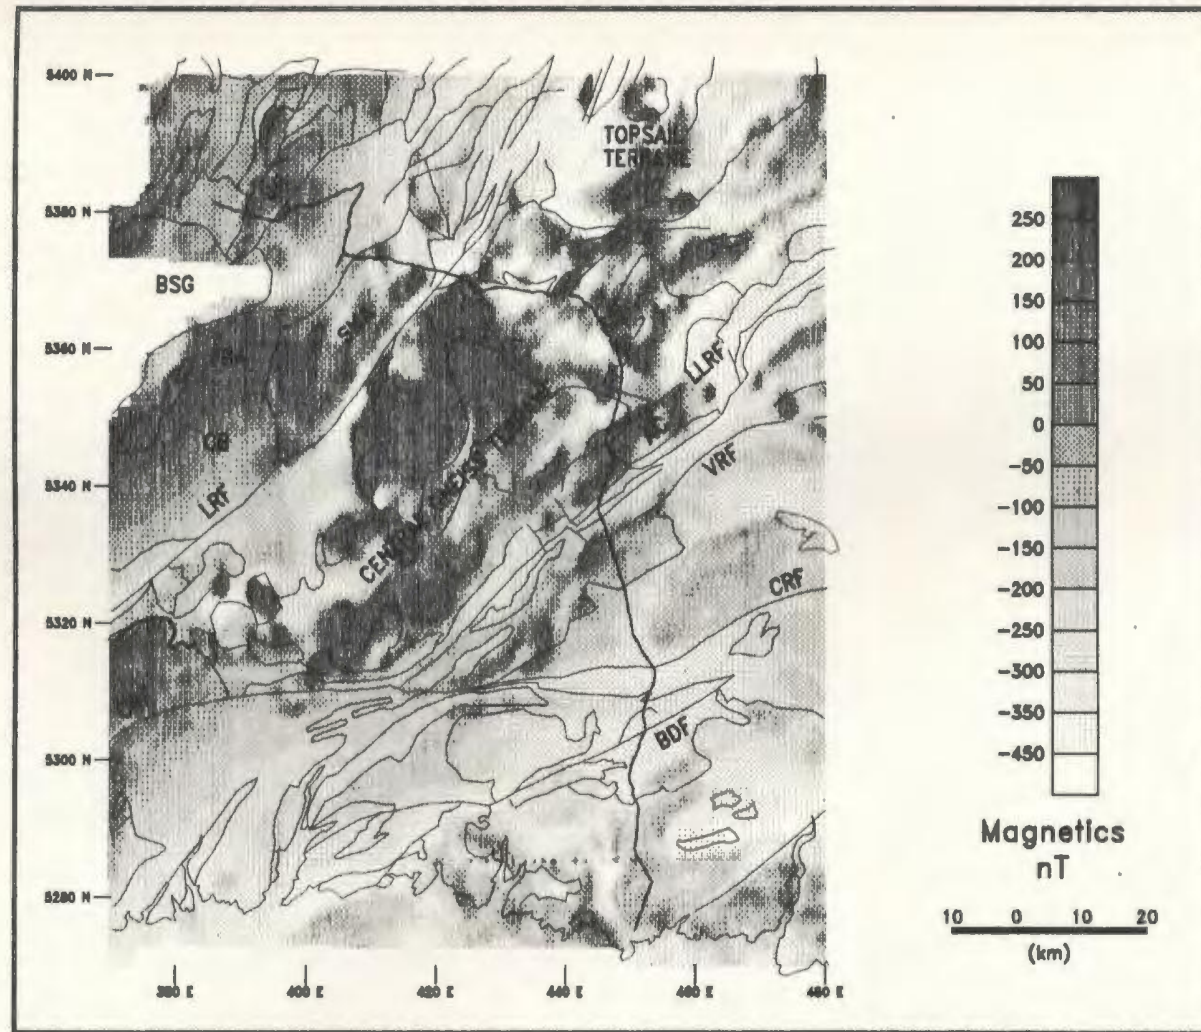 5400 N
5380 N
5360 N
5340 N
5320 N
5300 N
5280 N
TOPSAIL
TERRANE
BSG
LLRF
VRF
LRF
CRF
BDF
CENTRAL GNEISS TERRANE
380 E
400 E
420 E
440 E
460 E
480 E
250
200
150
100
50
0
-50
-100
-150
-200
-250
-300
-350
-450
Magnetics
nT
10 0 10 20
(km)